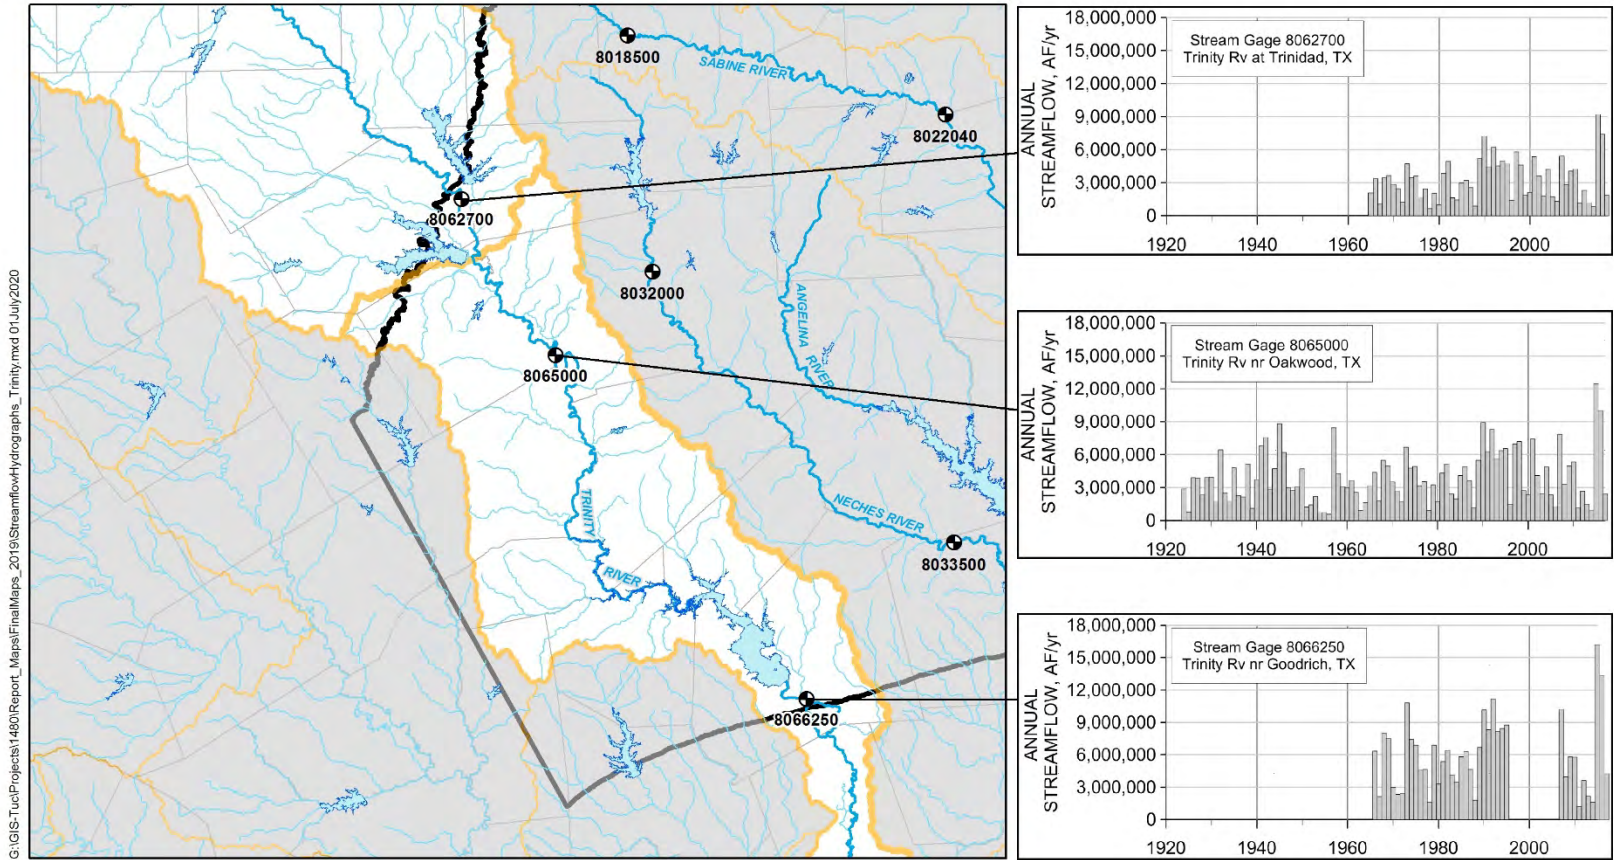 G:\GIS-Tuc\Projects\1480\Report_Maps\FinalMaps_2019\StreamflowHydrographs_Trinity.mxd 01July2020
8018500
SABINE RIVER
8022040
8062700
8032000
ANGELINA RIVER
8065000
TRINITY
RIVER
NECHES RIVER
8033500
8066250
ANNUAL
STREAMFLOW, AF/yr
18,000,000
15,000,000
12,000,000
9,000,000
6,000,000
3,000,000
0
Stream Gage 8062700
Trinity Rv at Trinidad, TX
1920 1940 1960 1980 2000
ANNUAL
STREAMFLOW, AF/yr
18,000,000
15,000,000
12,000,000
9,000,000
6,000,000
3,000,000
0
Stream Gage 8065000
Trinity Rv nr Oakwood, TX
1920 1940 1960 1980 2000
ANNUAL
STREAMFLOW, AF/yr
18,000,000
15,000,000
12,000,000
9,000,000
6,000,000
3,000,000
0
Stream Gage 8066250
Trinity Rv nr Goodrich, TX
1920 1940 1960 1980 2000